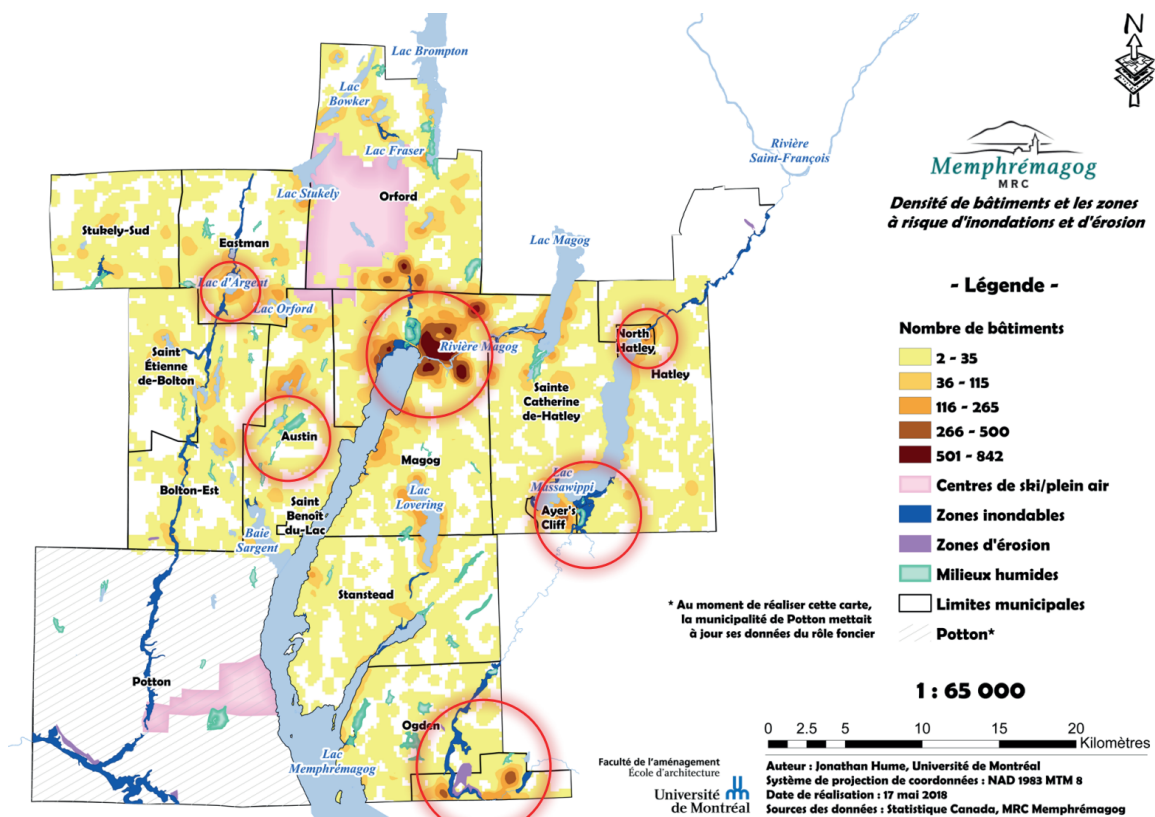 N
Lac Brompton
Lac
Bowker
Lac Fraser
Lac Stukely
Orford
Rivière
Saint-François
Memphrémagog
MRC
Densité de bâtiments et les zones
à risque d'inondations et d'érosion
Stukely-Sud
Eastman
Lac d'Argent
Lac Orford
Lac Magog
Saint
Étienne
de-Bolton
Rivière Magog
North
Hatley
Hatley
Sainte
Catherine
de-Hatley
Austin
Magog
Bolton-Est
Saint
Benoît
du-Lac
Lac
Lovering
Lac
Massawippi
Ayer's
Cliff
Baie
Sargent
Stanstead
Potton
Ogden
Lac
Memphrémagog
- Légende -
Nombre de bâtiments
2 - 35
36 - 115
116 - 265
266 - 500
501 - 842
Centres de ski/plein air
Zones inondables
Zones d'érosion
Milieux humides
Limites municipales
Potton*
* Au moment de réaliser cette carte,
la municipalité de Potton mettait
à jour ses données du rôle foncier
1 : 65 000
0 2.5 5 10 15 20
Kilomètres
Faculté de l'aménagement
École d'architecture
Université
de Montréal
Auteur : Jonathan Hume, Université de Montréal
Système de projection de coordonnées : NAD 1983 MTM 8
Date de réalisation : 17 mai 2018
Sources des données : Statistique Canada, MRC Memphrémagog